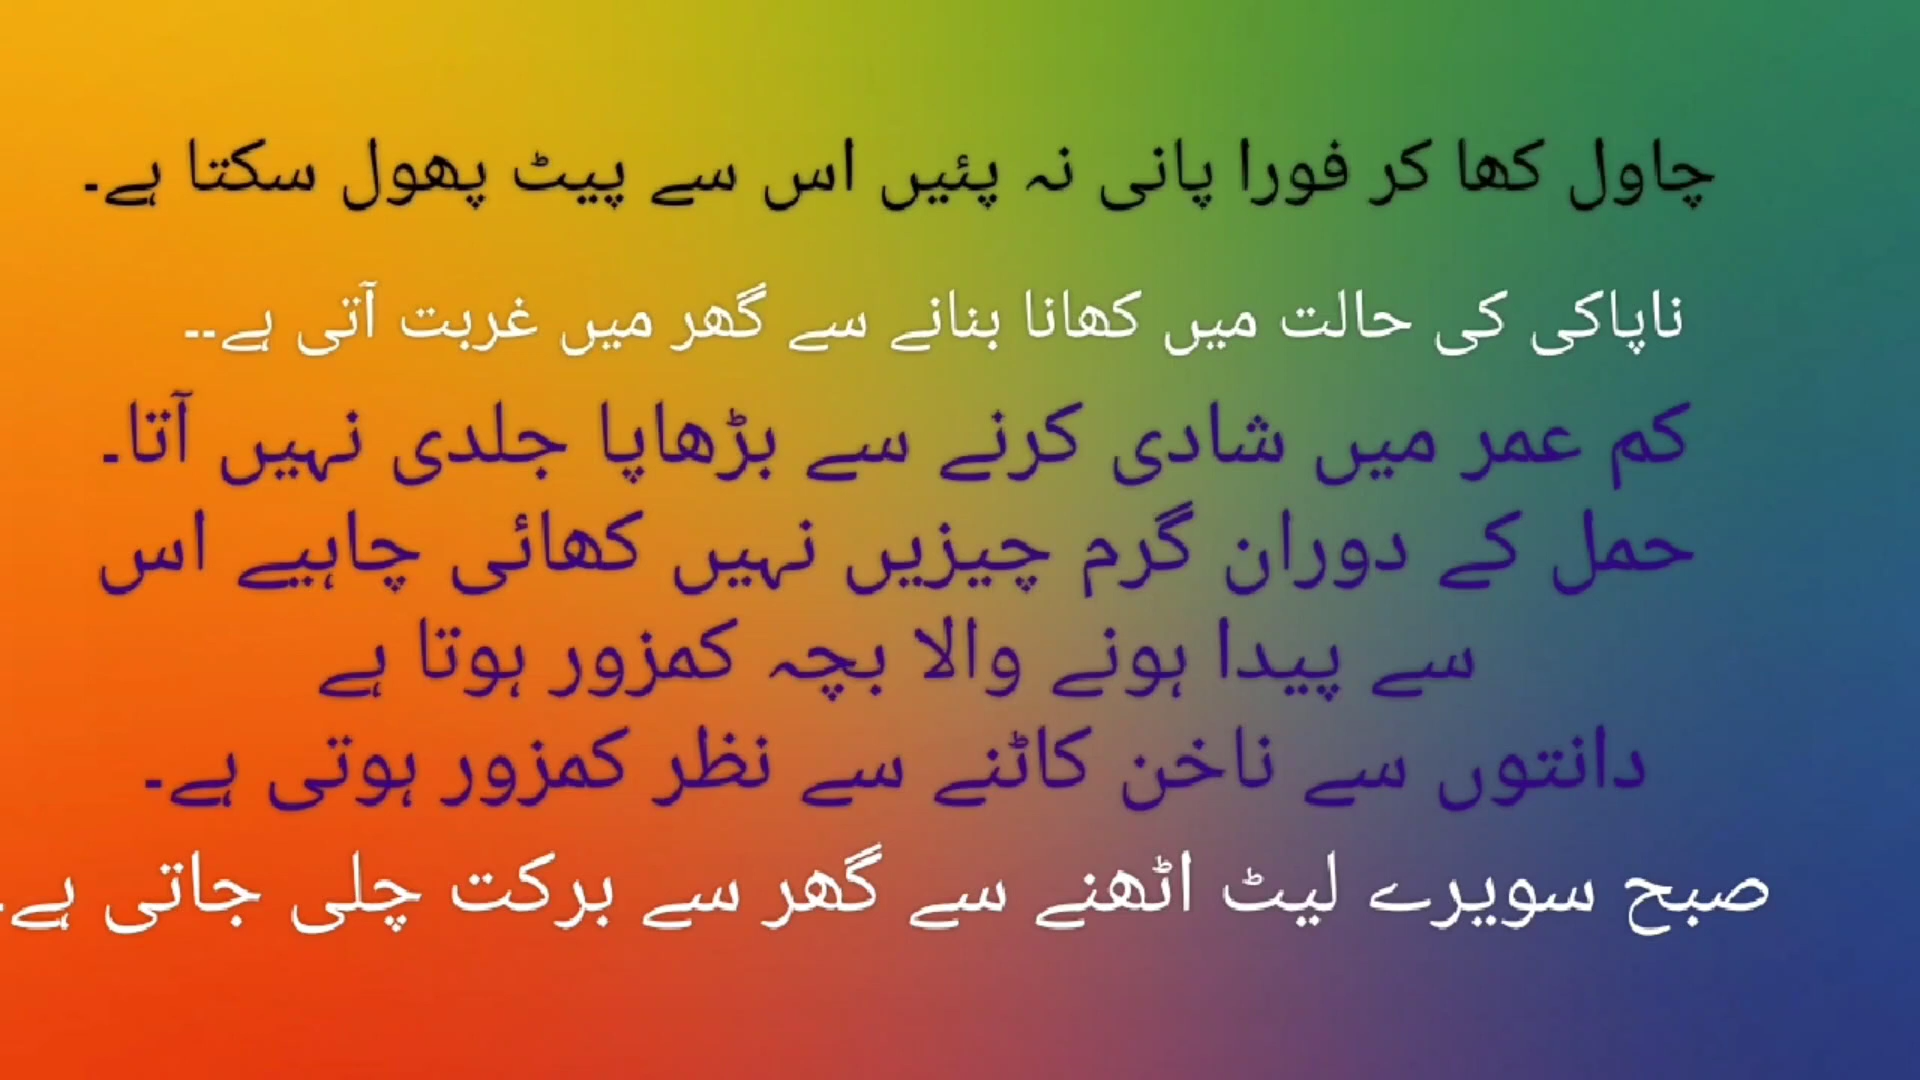 چاول کھا کر فورا پانی نہ پئیں اس سے پیٹ پھول سکتا ہے۔
ناپاکی کی حالت میں کھانا بنانے سے گھر میں غربت آتی ہے۔۔
کم عمر میں شادی کرنے سے بڑھاپا جلدی نہیں آتا۔
حمل کے دوران گرم چیزیں نہیں کھائی چاہیے اس
سے پیدا ہونے والا بچہ کمزور ہوتا ہے
دانتوں سے ناخن کاٹنے سے نظر کمزور ہوتی ہے۔
صبح سویرے لیٹ اٹھنے سے گھر سے برکت چلی جاتی ہے۔